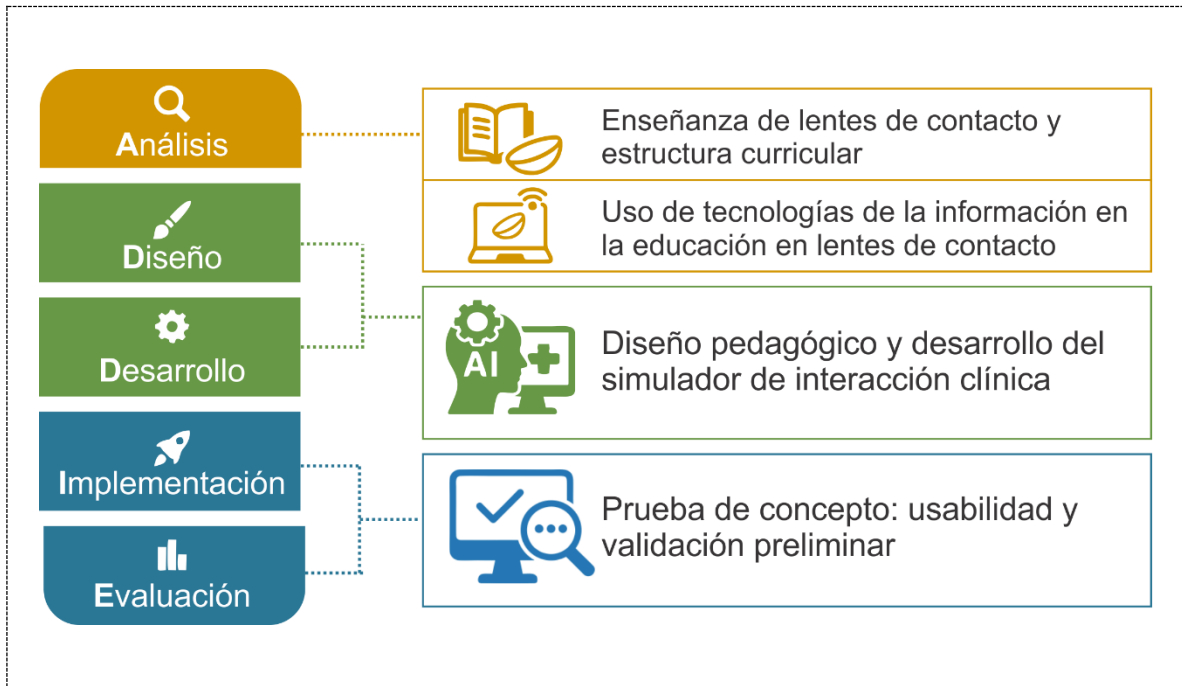 Análisis
Enseñanza de lentes de contacto y
estructura curricular
Diseño
Uso de tecnologías de la información en
la educación en lentes de contacto
Desarrollo
AI
Diseño pedagógico y desarrollo del
simulador de interacción clínica
Implementación
Evaluación
Prueba de concepto: usabilidad y
validación preliminar